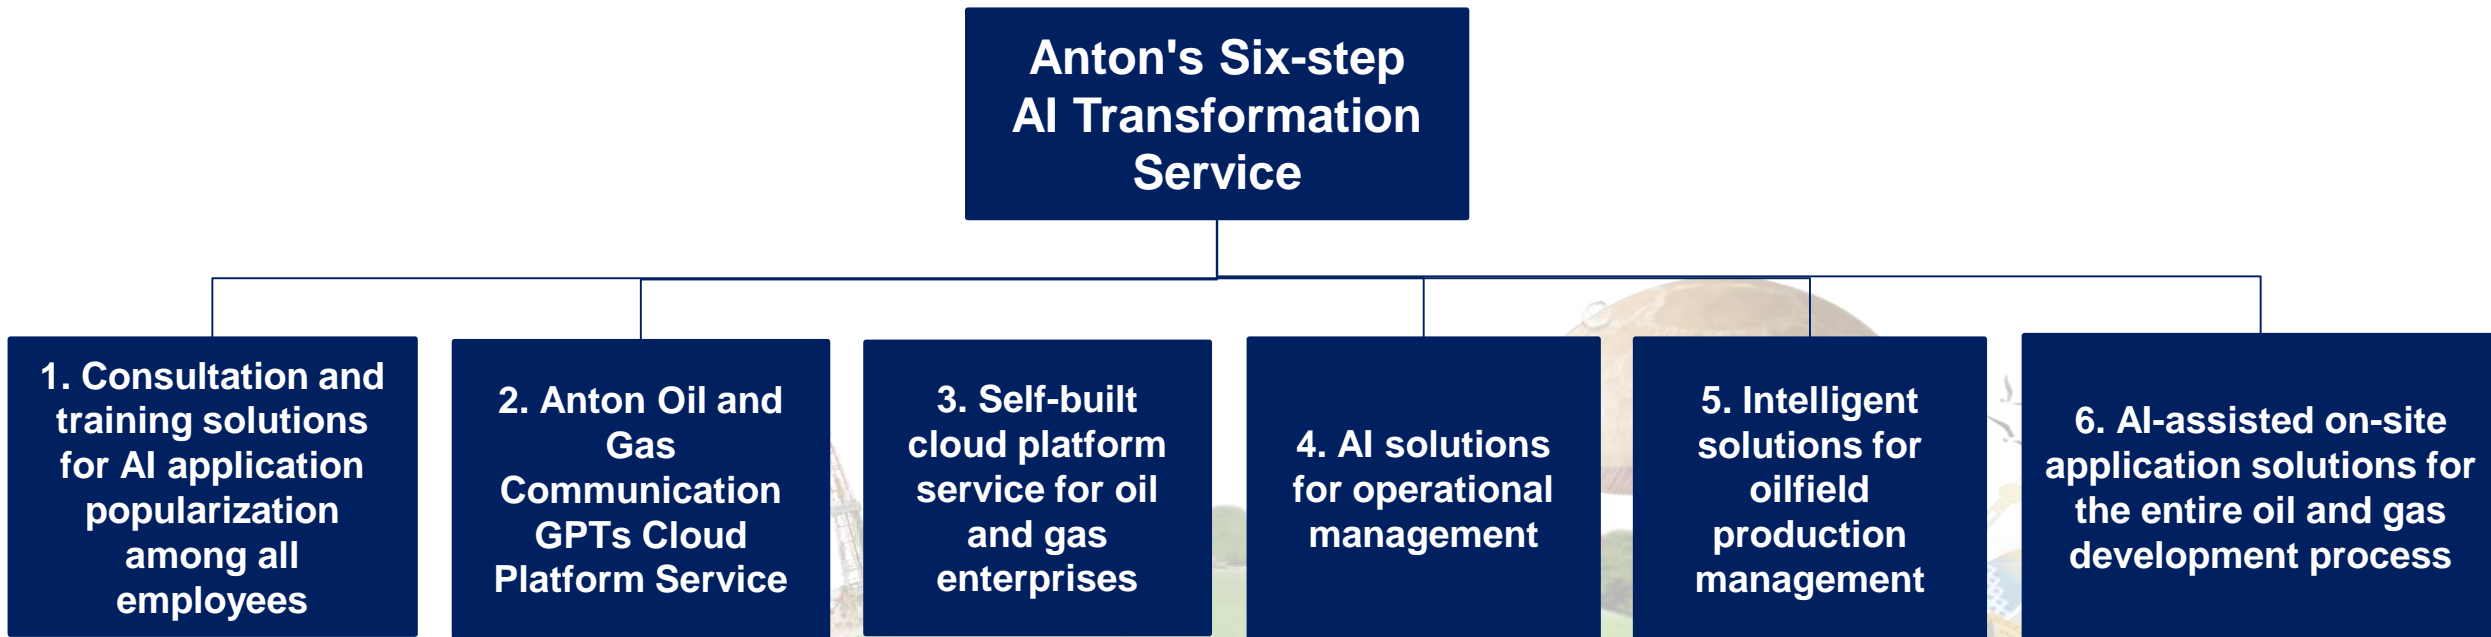 Anton's Six-step
AI Transformation
Service
1. Consultation and
training solutions
for AI application
popularization
among all
employees
2. Anton Oil and
Gas
Communication
GPTs Cloud
Platform Service
3. Self-built
cloud platform
service for oil
and gas
enterprises
4. AI solutions
for operational
management
5. Intelligent
solutions for
oilfield
production
management
6. AI-assisted on-site
application solutions for
the entire oil and gas
development process